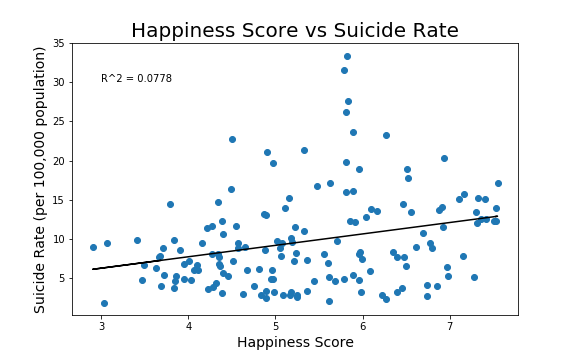 Happiness Score vs Suicide Rate
R^2 = 0.0778
Suicide Rate (per 100,000 population)
35
30
25
20
15
10
5
3 4 5 6 7
Happiness Score